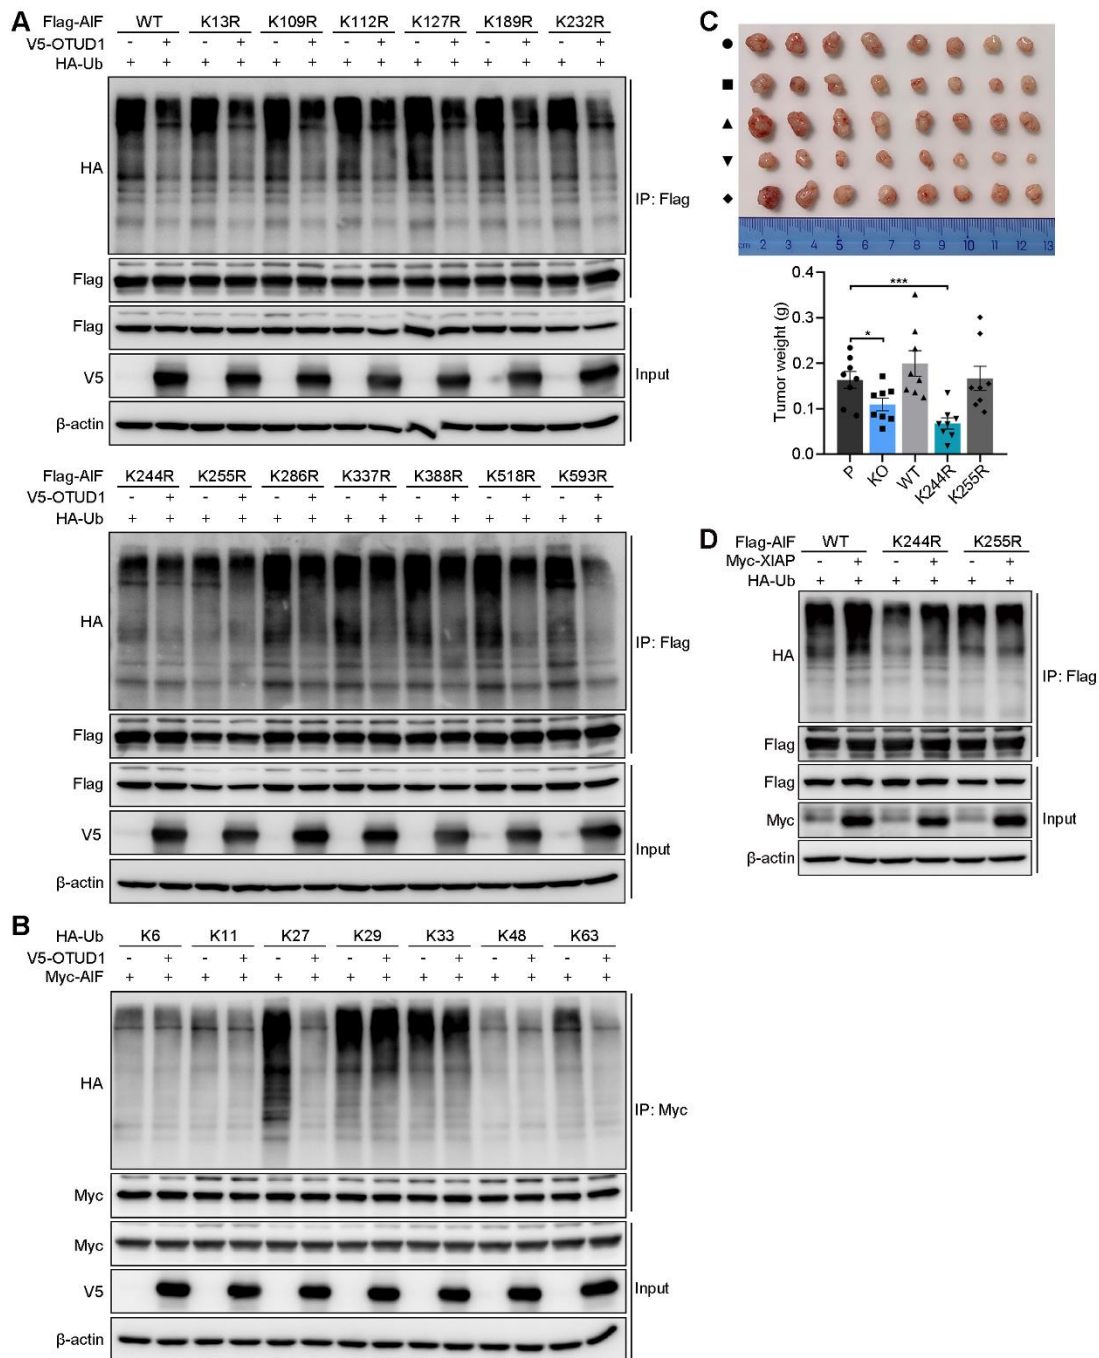 A
Flag-AIF WT K13R K109R K112R K127R K189R K232R
V5-OTUD1 - + - + - + - + - + - + - +
HA-Ub + + + + + + + + + + + + + +
HA
IP: Flag
Flag
Flag
V5
Input
β-actin
Flag-AIF K244R K255R K286R K337R K388R K518R K593R
V5-OTUD1 - + - + - + - + - + - + - +
HA-Ub + + + + + + + + + + + + + +
HA
IP: Flag
Flag
Flag
V5
Input
β-actin
B
HA-Ub K6 K11 K27 K29 K33 K48 K63
V5-OTUD1 - + - + - + - + - + - + - +
Myc-AIF + + + + + + + + + + + + + +
HA
IP: Myc
Myc
Myc
V5
Input
β-actin
C
cm 2 3 4 5 6 7 8 9 10 11 12 13
Tumor weight (g)
0.4
0.3
0.2
0.1
0.0
***
*
P KO WT K244R K255R
D
Flag-AIF WT K244R K255R
Myc-XIAP - + - + - +
HA-Ub + + + + + +
HA
IP: Flag
Flag
Flag
Myc
Input
β-actin